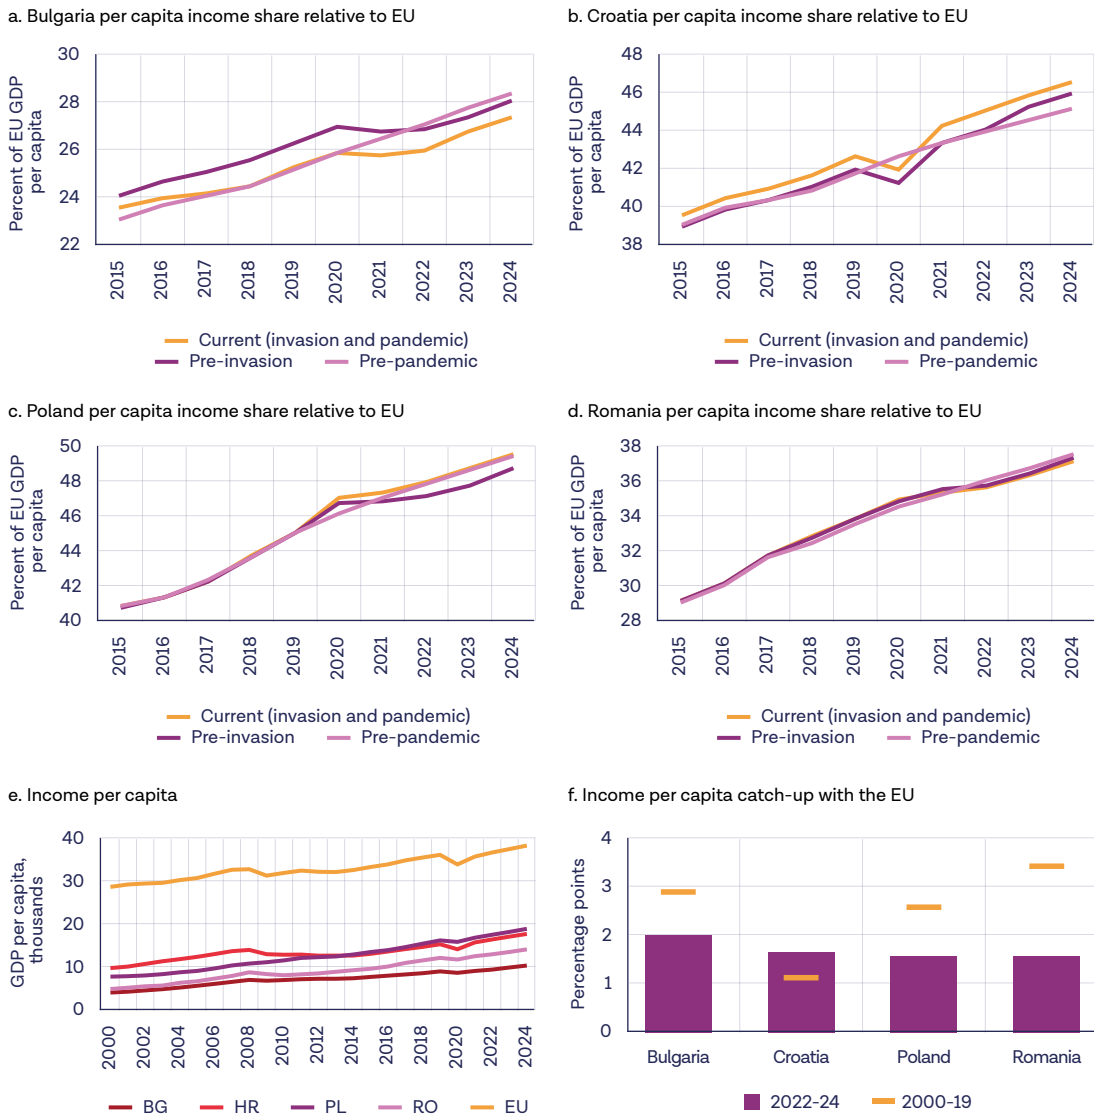 a. Bulgaria per capita income share relative to EU
Percent of EU GDP
per capita
30
28
26
24
22
2015
2016
2017
2018
2019
2020
2021
2022
2023
2024
Current (invasion and pandemic)
Pre-invasion
Pre-pandemic
b. Croatia per capita income share relative to EU
Percent of EU GDP
per capita
48
46
44
42
40
38
2015
2016
2017
2018
2019
2020
2021
2022
2023
2024
Current (invasion and pandemic)
Pre-invasion
Pre-pandemic
c. Poland per capita income share relative to EU
Percent of EU GDP
per capita
50
48
46
44
42
40
2015
2016
2017
2018
2019
2020
2021
2022
2023
2024
Current (invasion and pandemic)
Pre-invasion
Pre-pandemic
d. Romania per capita income share relative to EU
Percent of EU GDP
per capita
38
36
34
32
30
28
2015
2016
2017
2018
2019
2020
2021
2022
2023
2024
Current (invasion and pandemic)
Pre-invasion
Pre-pandemic
e. Income per capita
GDP per capita,
thousands
40
30
20
10
0
2000
2002
2004
2006
2008
2010
2012
2014
2016
2018
2020
2022
2024
BG
HR
PL
RO
EU
f. Income per capita catch-up with the EU
Percentage points
4
3
2
1
0
Bulgaria
Croatia
Poland
Romania
2022-24
2000-19